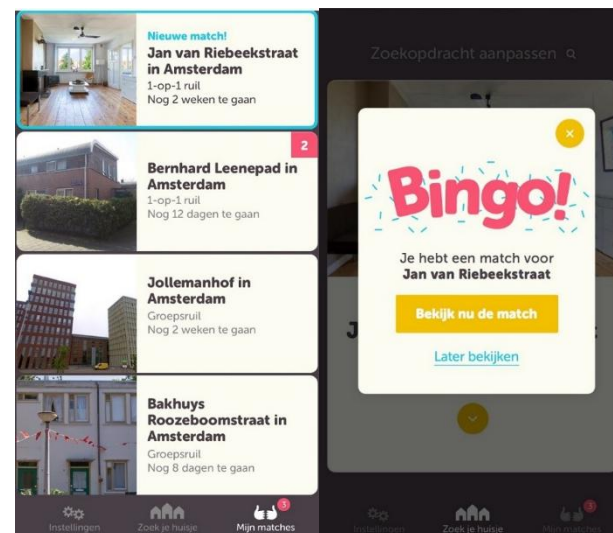 Nieuwe match!
Jan van Riebeekstraat
in Amsterdam
1-op-1 ruil
Nog 2 weken te gaan
2
Bernhard Leenepad in
Amsterdam
1-op-1 ruil
Nog 12 dagen te gaan
Jollemanhof in
Amsterdam
Groepsruil
Nog 2 weken te gaan
Bakhuys
Roozeboomstraat in
Amsterdam
Groepsruil
Nog 8 dagen te gaan
3
Instellingen
Zoek je huisje
Mijn matches
Zoekopdracht aanpassen
Bingo!
Je hebt een match voor
Jan van Riebeekstraat
Bekijk nu de match
Later bekijken
J
3
Instellingen
Zoek je huisje
Mijn matches